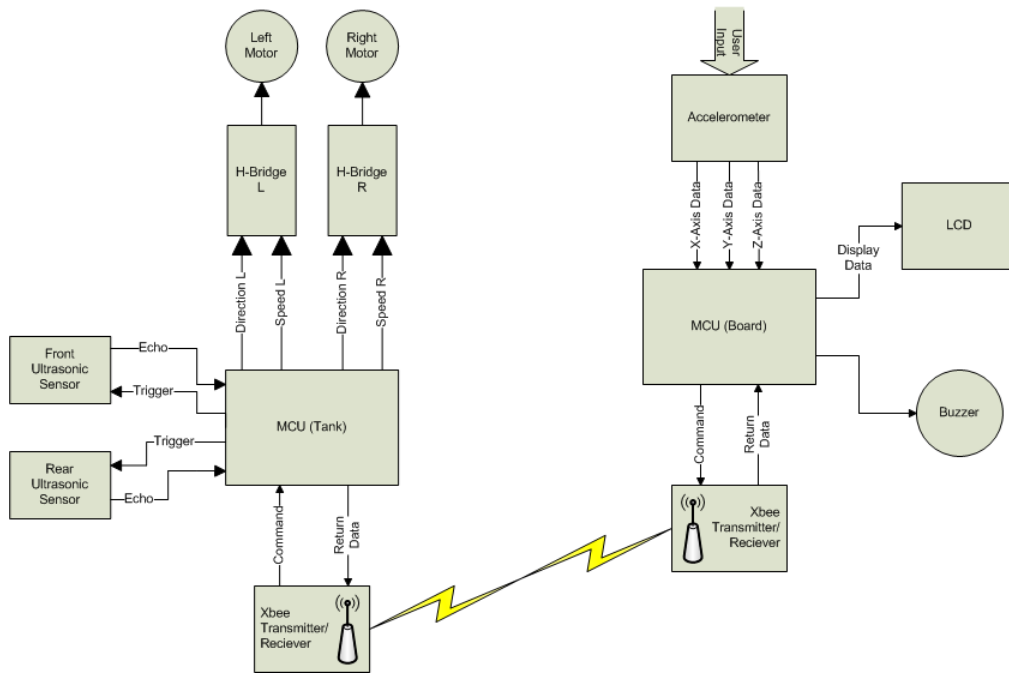 Left
Motor
Right
Motor
User
Input
Accelerometer
H-Bridge
L
H-Bridge
R
X-Axis Data
Y-Axis Data
Z-Axis Data
LCD
Display
Data
Direction L
Speed L
Direction R
Speed R
MCU (Board)
Front
Ultrasonic
Sensor
Echo
Trigger
MCU (Tank)
Buzzer
Trigger
Rear
Ultrasonic
Sensor
Echo
Command
Return
Data
Xbee
Transmitter/
Reciever
Command
Return
Data
Xbee
Transmitter/
Reciever